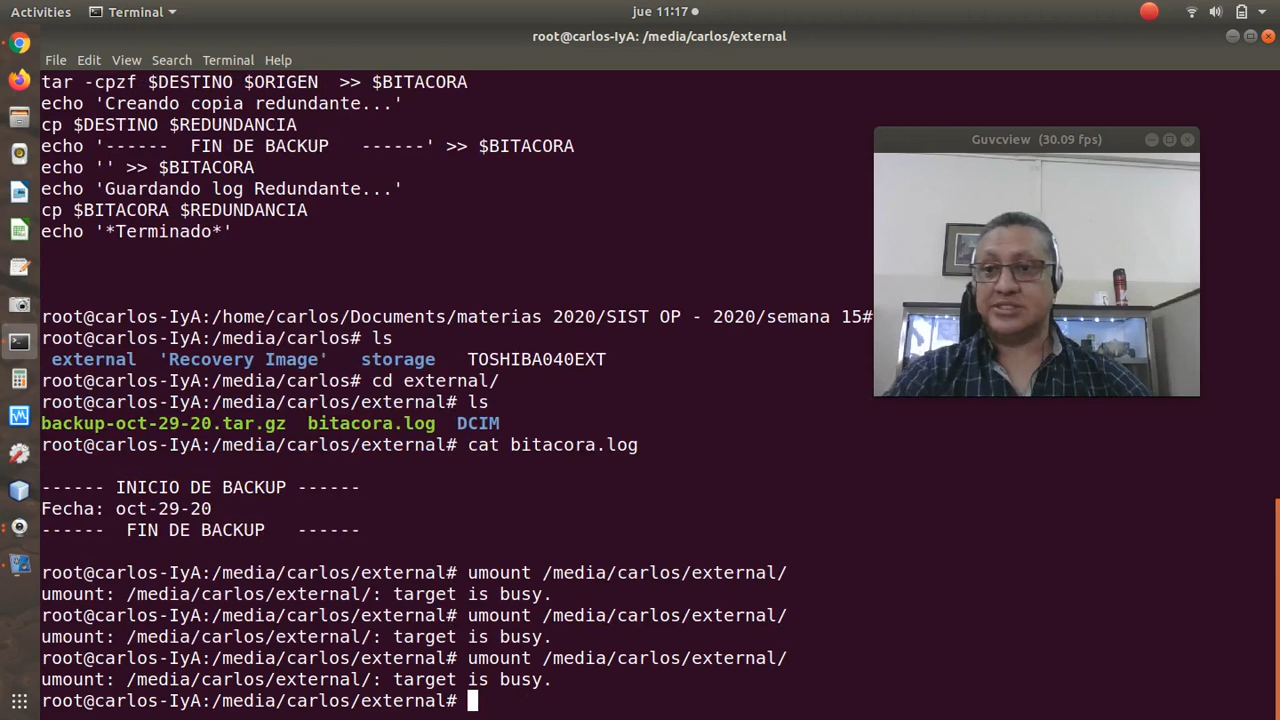 Activities
Terminal
jue 11:17
root@carlos-IyA: /media/carlos/external
File Edit View Search Terminal Help
tar -cpzf $DESTINO $ORIGEN  >> $BITACORA
echo 'Creando copia redundante...'
cp $DESTINO $REDUNDANCIA
echo '------  FIN DE BACKUP   ------' >> $BITACORA
echo '' >> $BITACORA
echo 'Guardando log Redundante...'
cp $BITACORA $REDUNDANCIA
echo '*Terminado*'
Guvcview  (30.09 fps)
root@carlos-IyA:/home/carlos/Documents/materias 2020/SIST OP - 2020/semana 15#
root@carlos-IyA:/media/carlos# ls
external  'Recovery Image'   storage   TOSHIBA040EXT
root@carlos-IyA:/media/carlos# cd external/
root@carlos-IyA:/media/carlos/external# ls
backup-oct-29-20.tar.gz  bitacora.log  DCIM
root@carlos-IyA:/media/carlos/external# cat bitacora.log
------ INICIO DE BACKUP ------
Fecha: oct-29-20
------  FIN DE BACKUP   ------
root@carlos-IyA:/media/carlos/external# umount /media/carlos/external/
umount: /media/carlos/external/: target is busy.
root@carlos-IyA:/media/carlos/external# umount /media/carlos/external/
umount: /media/carlos/external/: target is busy.
root@carlos-IyA:/media/carlos/external# umount /media/carlos/external/
umount: /media/carlos/external/: target is busy.
root@carlos-IyA:/media/carlos/external#